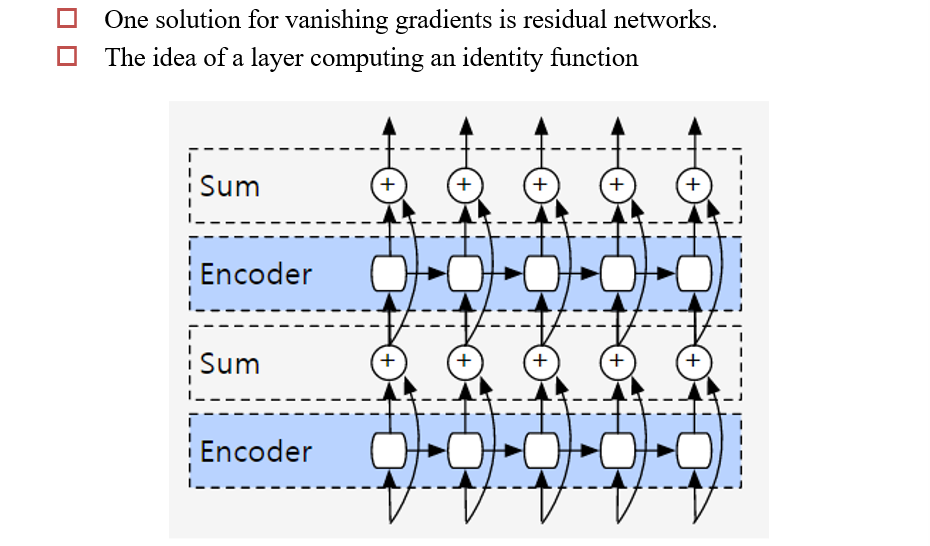 One solution for vanishing gradients is residual networks.
The idea of a layer computing an identity function
Sum
+ + + + +
Encoder
Sum
+ + + + +
Encoder